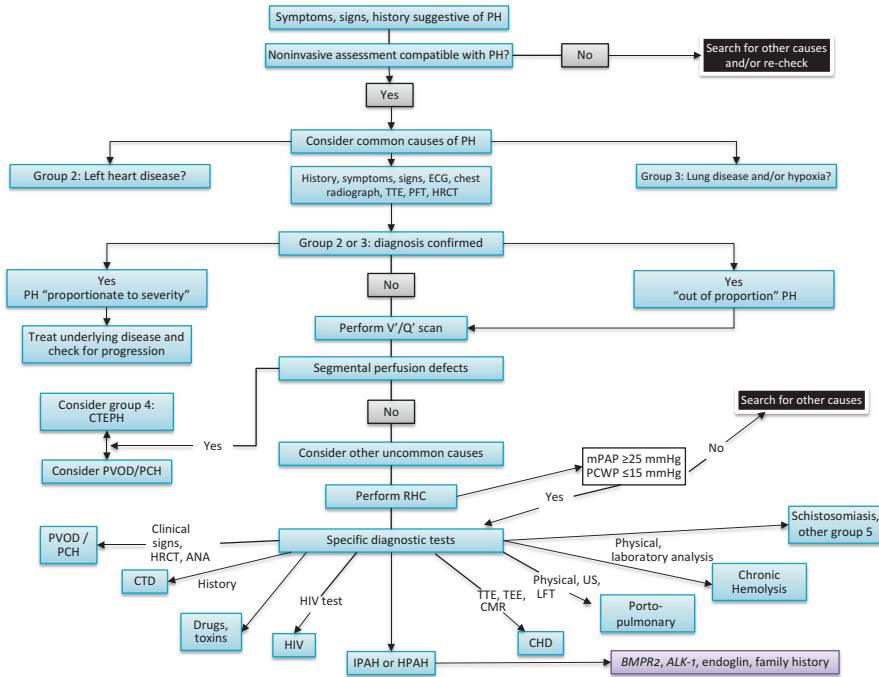 Symptoms, signs, history suggestive of PH
Noninvasive assessment compatible with PH?
No
Search for other causes
and/or re-check
Yes
Consider common causes of PH
Group 2: Left heart disease?
History, symptoms, signs, ECG, chest
radiograph, TTE, PFT, HRCT
Group 3: Lung disease and/or hypoxia?
Group 2 or 3: diagnosis confirmed
Yes
PH “proportionate to severity”
No
Yes
“out of proportion” PH
Treat underlying disease and
check for progression
Perform V’/Q’ scan
Segmental perfusion defects
Consider group 4:
CTEPH
Yes
Consider PVOD/PCH
No
Search for other causes
Consider other uncommon causes
mPAP ≥25 mmHg
PCWP ≤15 mmHg
No
Yes
Perform RHC
Specific diagnostic tests
Schistosomiasis,
other group 5
PVOD /
PCH
Clinical
signs,
HRCT, ANA
Physical,
laboratory analysis
CTD
History
Chronic
Hemolysis
Drugs,
toxins
HIV test
HIV
TTE, TEE,
CMR
CHD
Physical, US,
LFT
Porto-
pulmonary
IPAH or HPAH
BMPR2, ALK-1, endoglin, family history